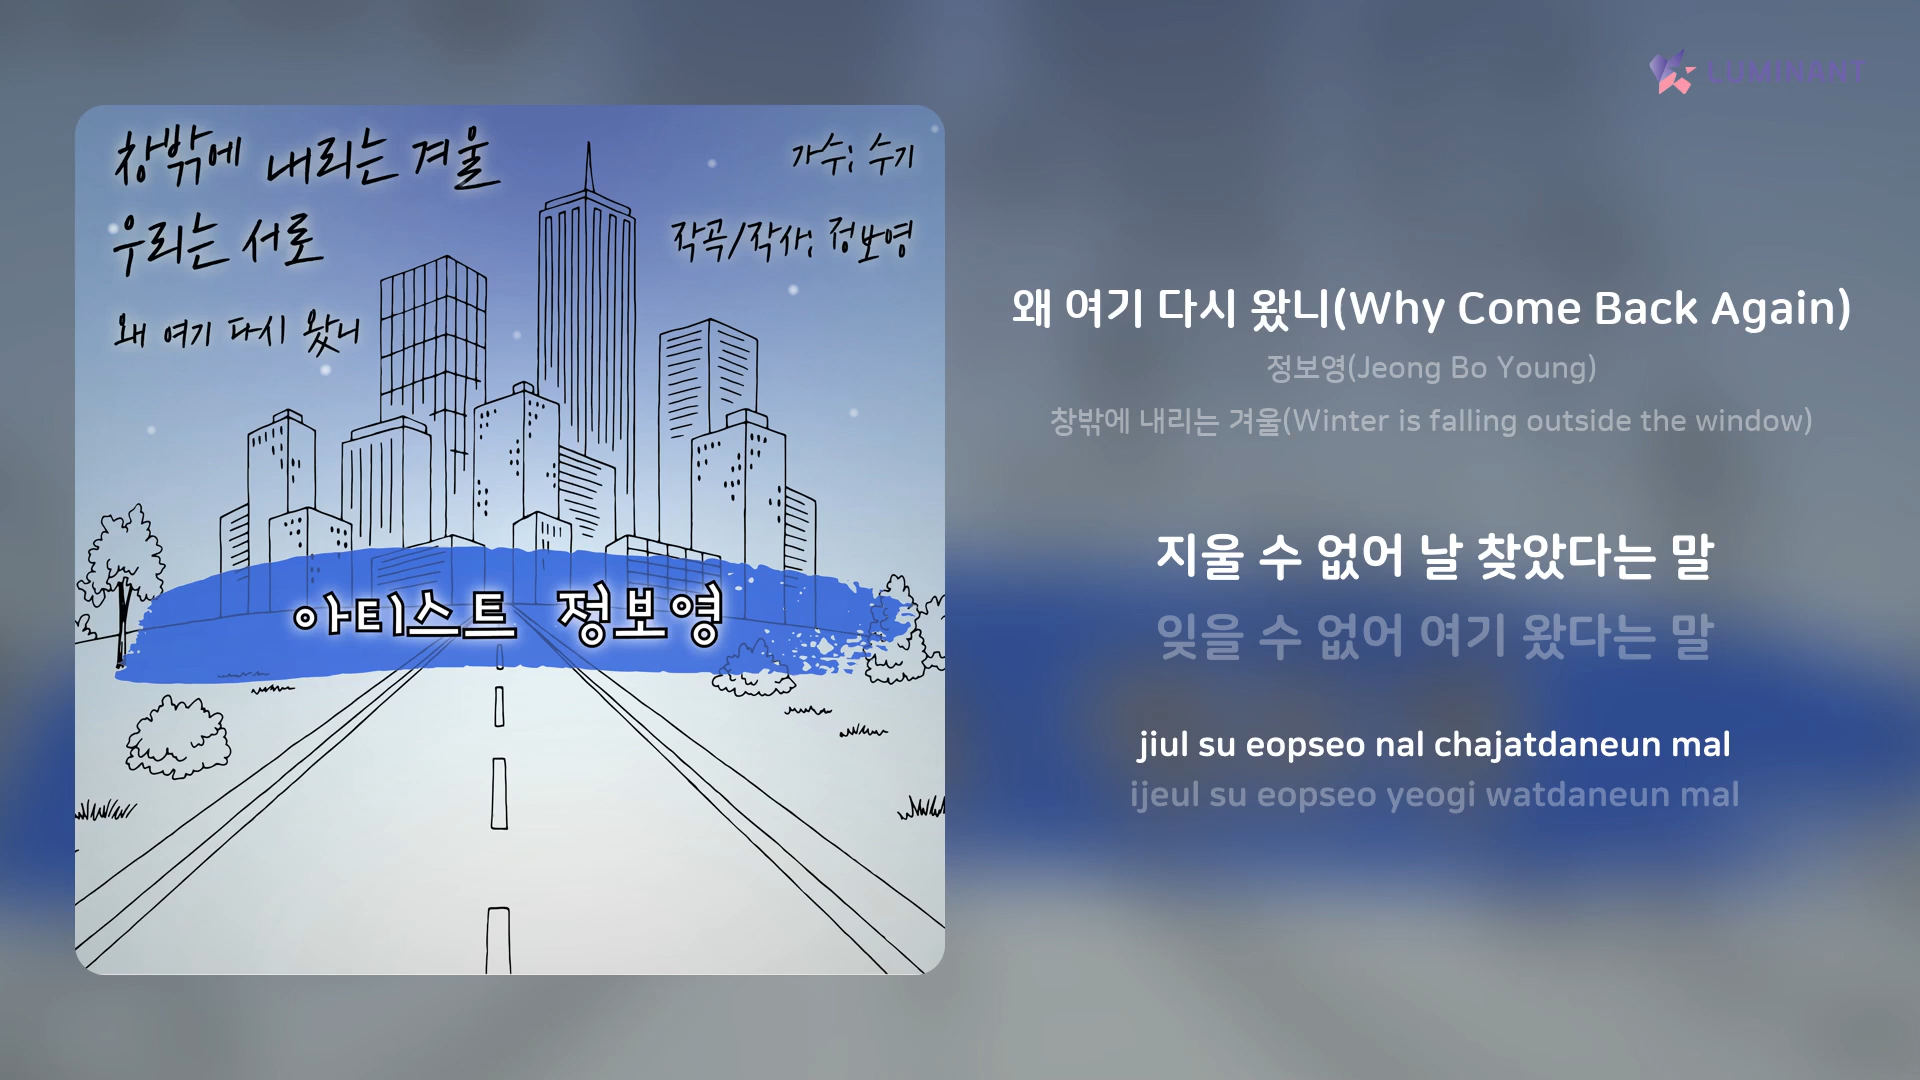 창밖에 내리는 겨울
우리는 서로
왜 여기 다시 왔니
가수: 수기
작곡/작사: 정보영
아티스트 정보영
LUMINANT
왜 여기 다시 왔니(Why Come Back Again)
정보영(Jeong Bo Young)
창밖에 내리는 겨울(Winter is falling outside the window)
지울 수 없어 날 찾았다는 말
잊을 수 없어 여기 왔다는 말
jiul su eopseo nal chajatdaneun mal
ijeul su eopseo yeogi watdaneun mal